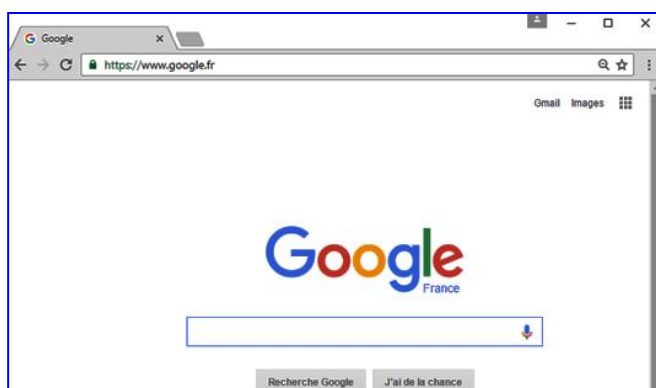 Google
https://www.google.fr
Gmail Images
Google
France
Recherche Google J'ai de la chance